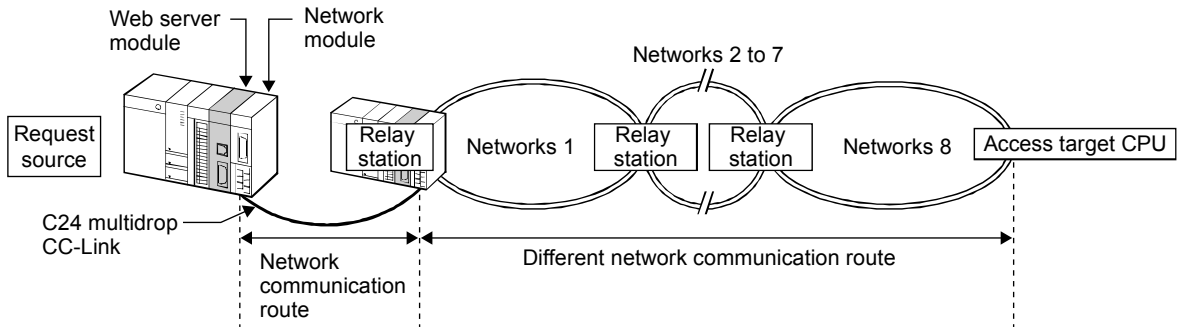 Web server
module
Network
module
Networks 2 to 7
Request
source
Relay
station
Networks 1
Relay
station
Relay
station
Networks 8
Access target CPU
C24 multidrop
CC-Link
Network
communication
route
Different network communication route